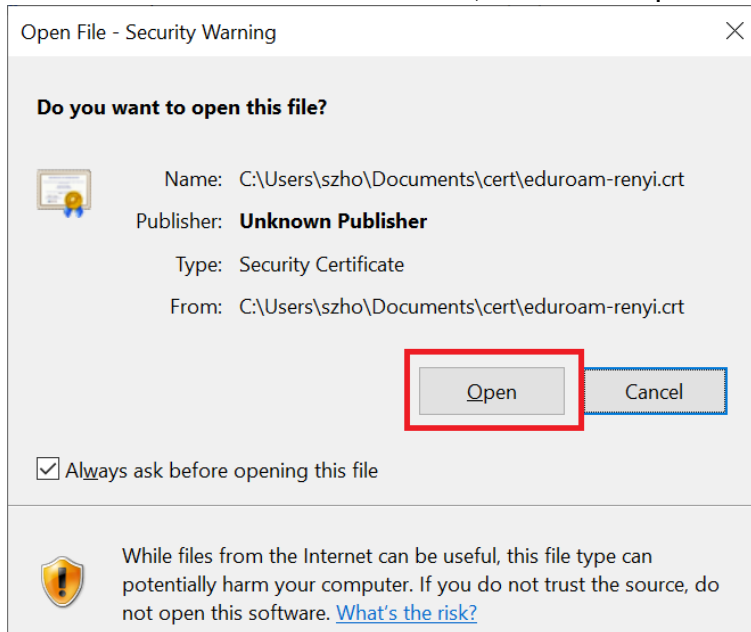 Open File - Security Warning
Do you want to open this file?
Name: C:\Users\szho\Documents\cert\eduroam-renyi.crt
Publisher: Unknown Publisher
Type: Security Certificate
From: C:\Users\szho\Documents\cert\eduroam-renyi.crt
Open Cancel
Always ask before opening this file
While files from the Internet can be useful, this file type can
potentially harm your computer. If you do not trust the source, do
not open this software. What's the risk?